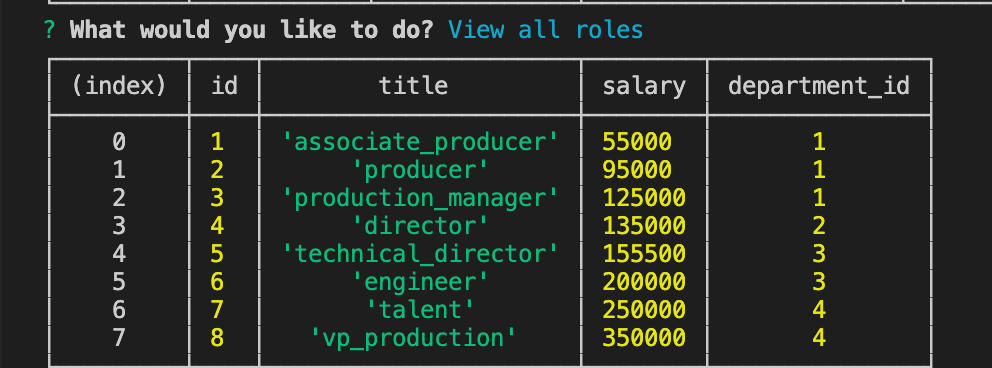 ? What would you like to do? View all roles
(index) id title salary department_id
0 1 'associate_producer' 55000 1
1 2 'producer' 95000 1
2 3 'production_manager' 125000 1
3 4 'director' 135000 2
4 5 'technical_director' 155500 3
5 6 'engineer' 200000 3
6 7 'talent' 250000 4
7 8 'vp_production' 350000 4